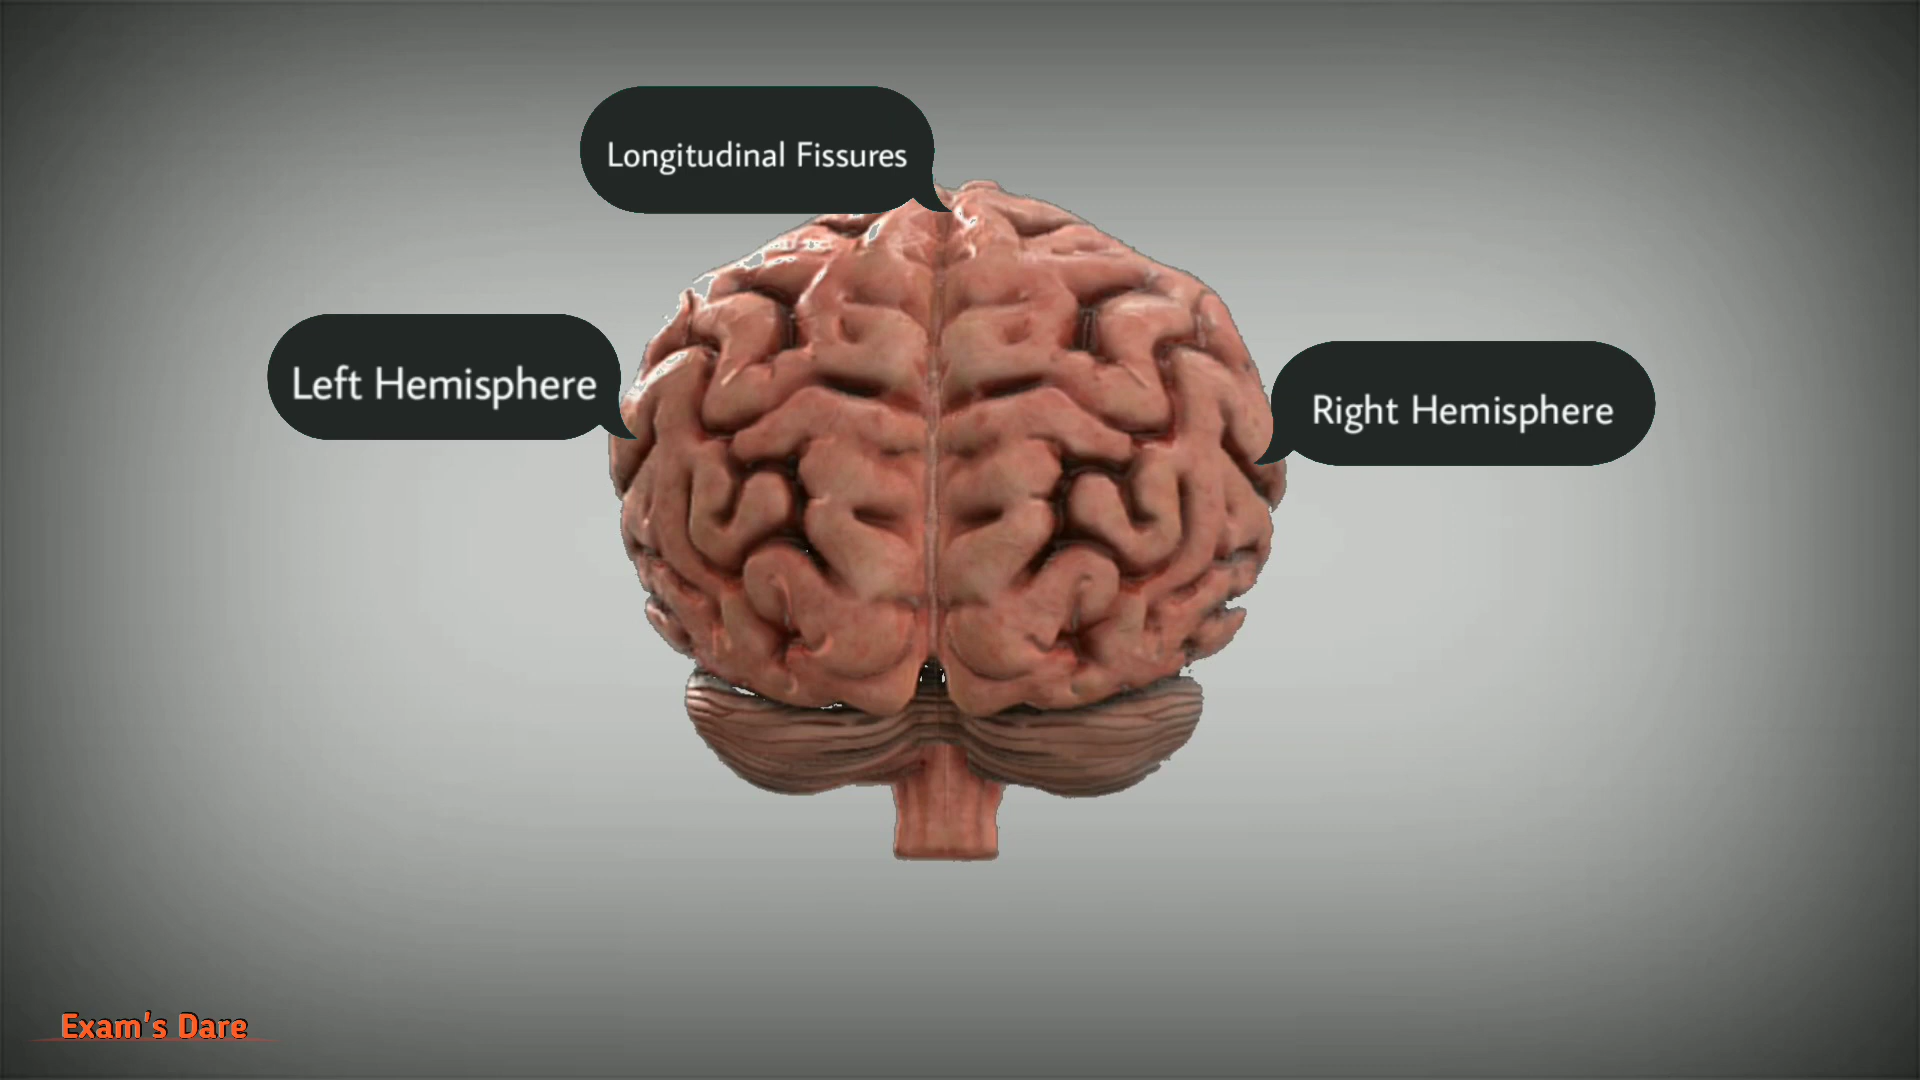 Longitudinal Fissures
Left Hemisphere
Right Hemisphere
Exam's Dare